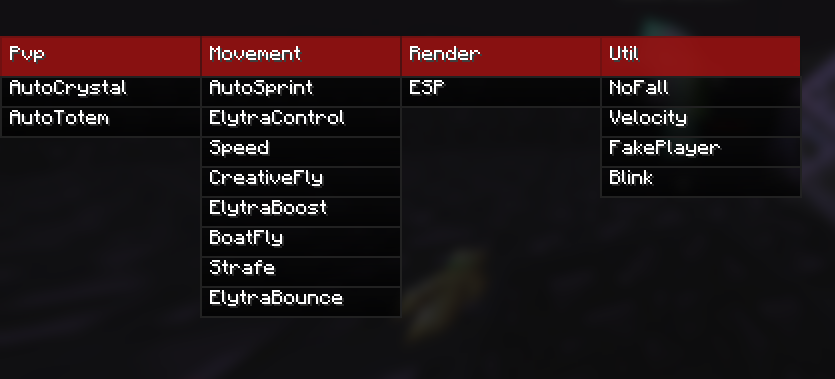 Pvp
AutoCrystal
AutoTotem
Movement
AutoSprint
ElytraControl
Speed
CreativeFly
ElytraBoost
BoatFly
Strafe
ElytraBounce
Render
ESP
Util
NoFall
Velocity
FakePlayer
Blink